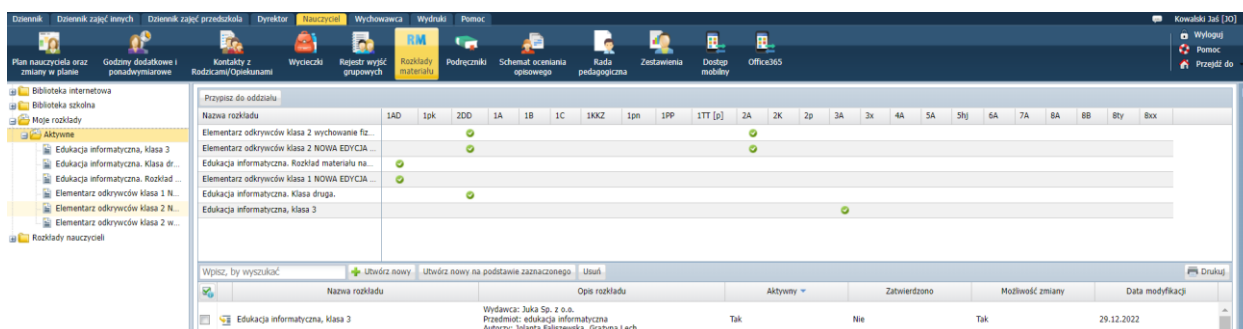 Dziennik Dziennik zajęć innych Dziennik zajęć przedszkola Dyrektor Nauczyciel Wychowawca Wydruki Pomoc Kowalski Jaś [JO]
Plan nauczyciela oraz zmiany w planie
Godziny dodatkowe i ponadwymiarowe
Kontakty z Rodzicami/Opiekunami
Wycieczki
Rejestr wyjść grupowych
RM
Rozkłady materiału
Podręczniki
Schemat oceniania opisowego
Rada pedagogiczna
Zestawienia
Dostęp mobilny
Office365
Wyloguj
Pomoc
Przejdź do
Biblioteka internetowa
Biblioteka szkolna
Moje rozkłady
Aktywne
Edukacja informatyczna, klasa 3
Edukacja informatyczna. Klasa dr...
Edukacja informatyczna. Rozkład ...
Elementarz odkrywców klasa 1 N...
Elementarz odkrywców klasa 2 N...
Elementarz odkrywców klasa 2 w...
Rozkłady nauczycieli
Przypisz do oddziału
Nazwa rozkładu 1AD 1pk 2DD 1A 1B 1C 1KKZ 1pn 1PP 1TT [p] 2A 2K 2p 3A 3x 4A 5A 5hj 6A 7A 8A 8B 8ty 8xx
Elementarz odkrywców klasa 2 wychowanie fiz...
Elementarz odkrywców klasa 2 NOWA EDYCJA ...
Edukacja informatyczna. Rozkład materiału na...
Elementarz odkrywców klasa 1 NOWA EDYCJA ...
Edukacja informatyczna. Klasa druga.
Edukacja informatyczna, klasa 3
Wpisz, by wyszukać Utwórz nowy Utwórz nowy na podstawie zaznaczonego Usuń Drukuj
Nazwa rozkładu Opis rozkładu Aktywny Zatwierdzono Możliwość zmiany Data modyfikacji
Edukacja informatyczna, klasa 3
Wydawca: Juka Sp. z o.o.
Przedmiot: edukacja informatyczna
Autorzy: Jolanta Faliszewska, Grażyna Lech
Tak Nie Tak 29.12.2022